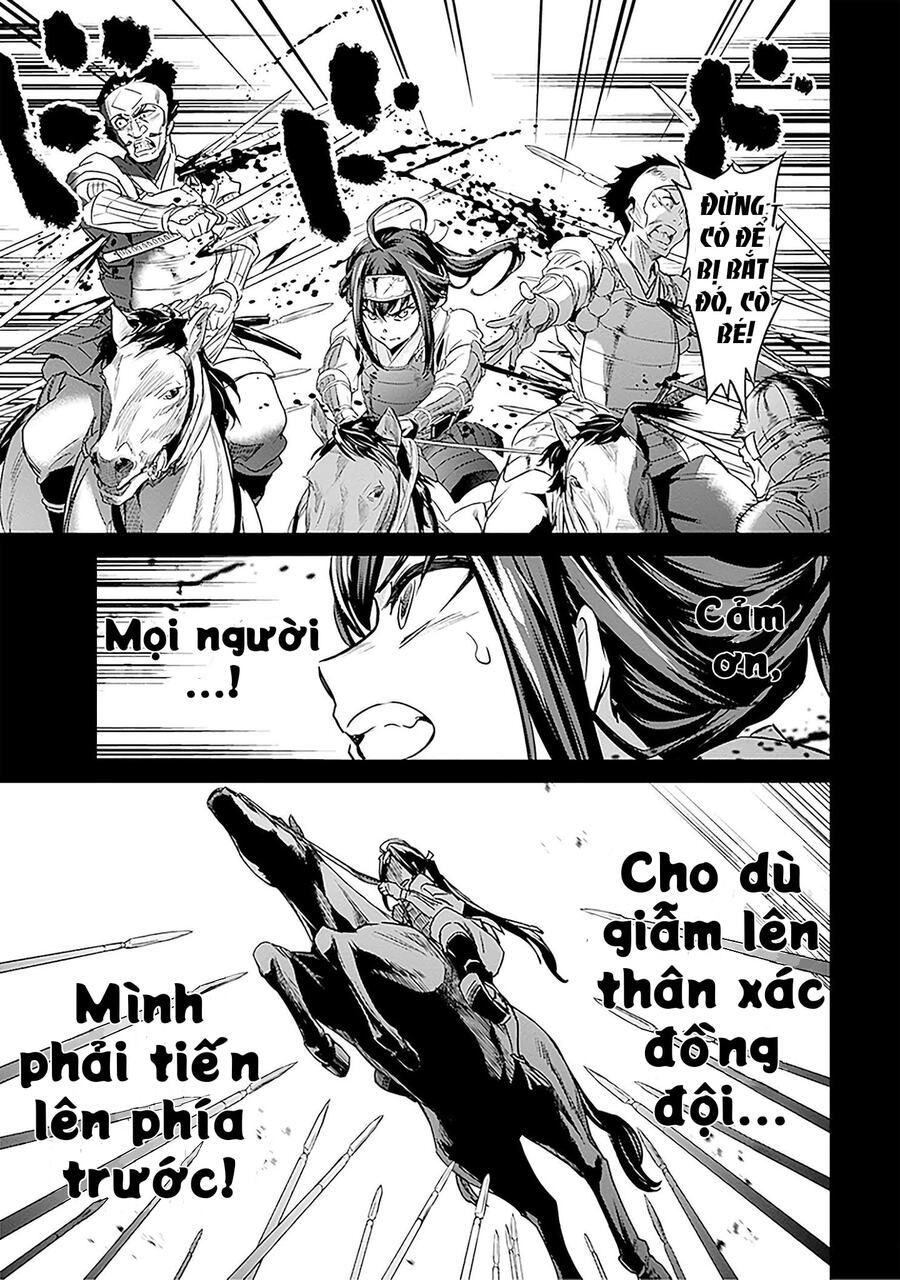 ĐỪNG
CÓ ĐỂ
BỊ BẮT
ĐÓ, CÔ
BÉ!
Cảm
ơn,
Mọi người
...!
Cho dù
giẫm lên
thân xác
đồng
đội...
Mình
phải tiến
lên phía
trước!